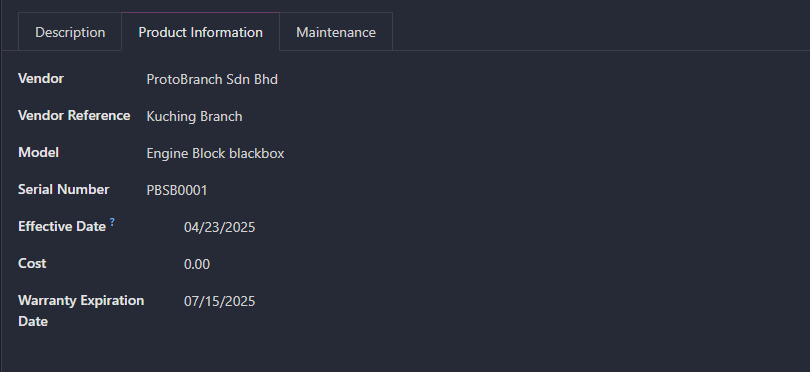 Description Product Information Maintenance
Vendor ProtoBranch Sdn Bhd
Vendor Reference Kuching Branch
Model Engine Block blackbox
Serial Number PBSB0001
Effective Date ? 04/23/2025
Cost 0.00
Warranty Expiration 07/15/2025
Date